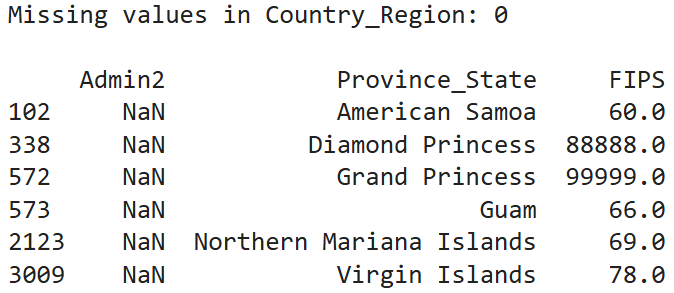 Missing values in Country_Region: 0
Admin2 Province_State FIPS
102 NaN American Samoa 60.0
338 NaN Diamond Princess 88888.0
572 NaN Grand Princess 99999.0
573 NaN Guam 66.0
2123 NaN Northern Mariana Islands 69.0
3009 NaN Virgin Islands 78.0